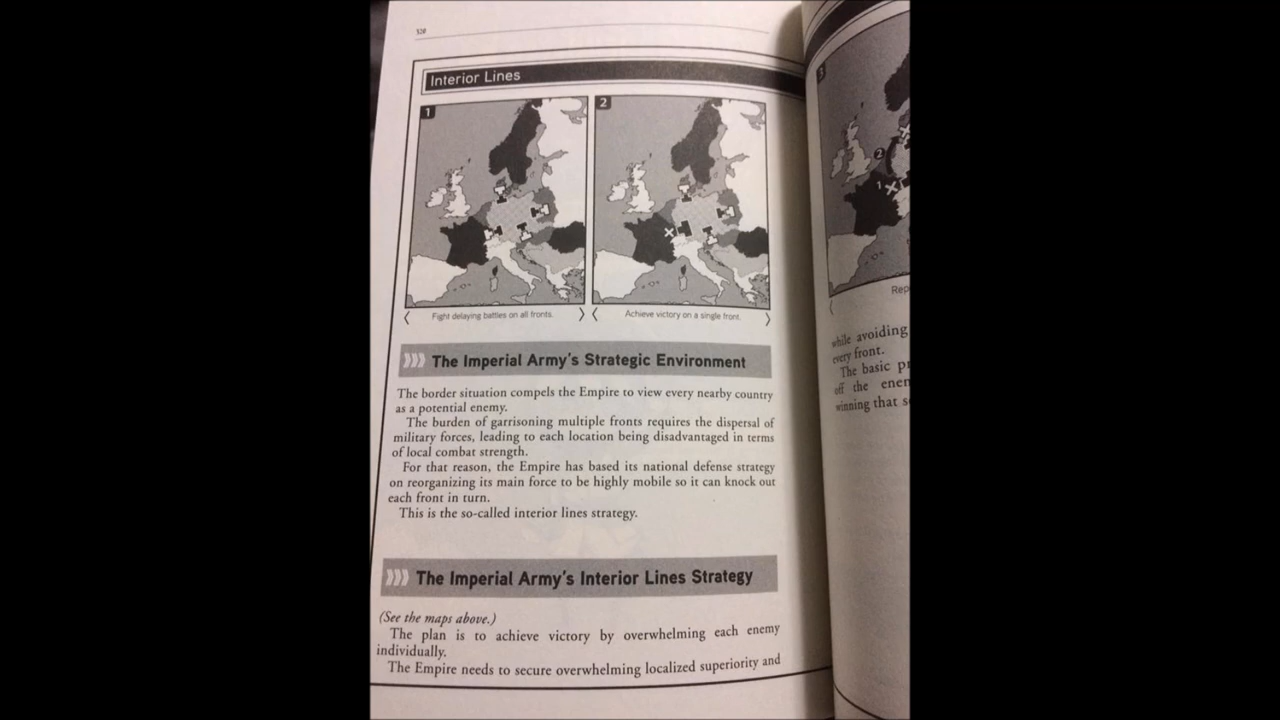 320
Interior Lines
1
2
Fight delaying battles on all fronts.
Achieve victory on a single front.
The Imperial Army's Strategic Environment
The border situation compels the Empire to view every nearby country
as a potential enemy.
The burden of garrisoning multiple fronts requires the dispersal of
military forces, leading to each location being disadvantaged in terms
of local combat strength.
For that reason, the Empire has based its national defense strategy
on reorganizing its main force to be highly mobile so it can knock out
each front in turn.
This is the so-called interior lines strategy.
The Imperial Army's Interior Lines Strategy
(See the maps above.)
The plan is to achieve victory by overwhelming each enemy
individually.
The Empire needs to secure overwhelming localized superiority and
3
2
1
Rep
while avoiding
every front.
The basic pr
off the enem
winning that s